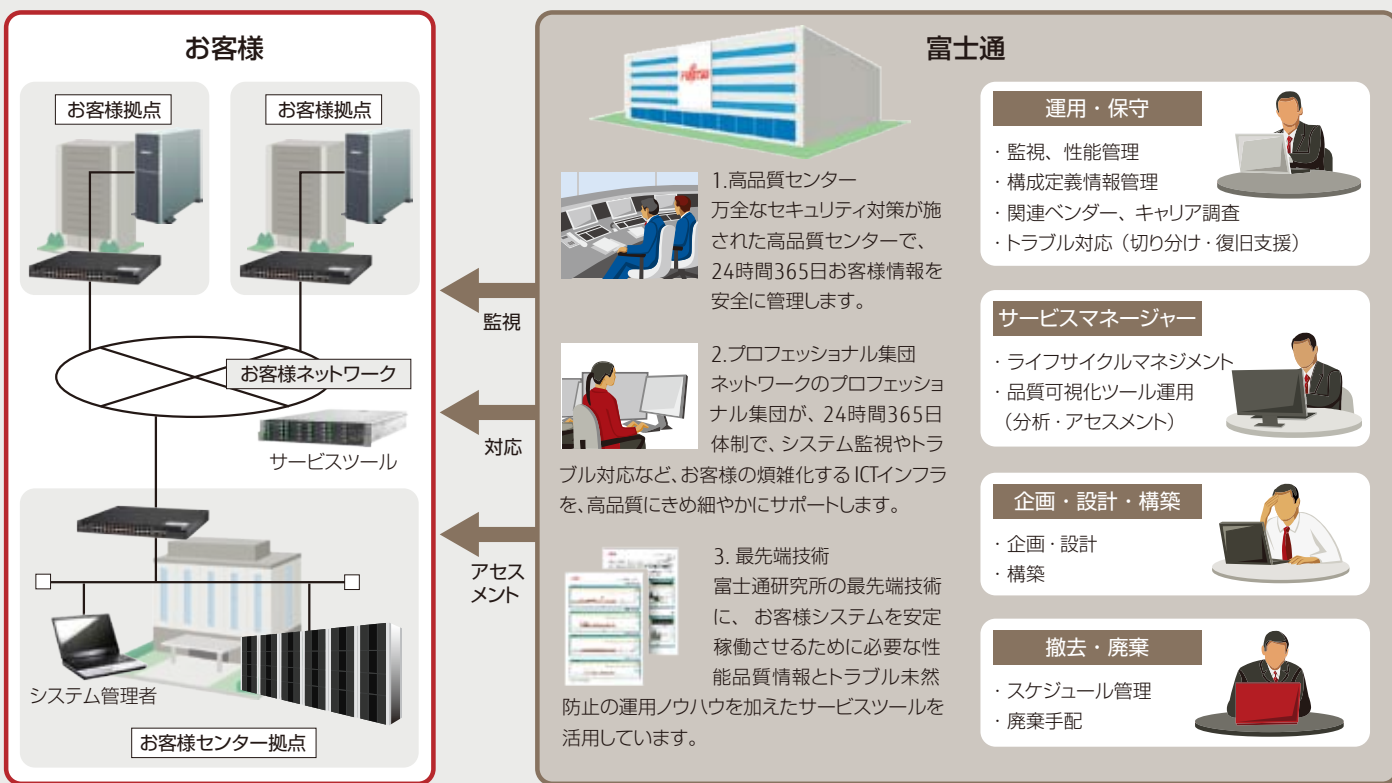 お客様
お客様拠点
お客様拠点
お客様ネットワーク
サービスツール
システム管理者
お客様センター拠点
監視
対応
アセス
メント
富士通
FUJITSU
1.高品質センター
万全なセキュリティ対策が施
された高品質センターで、
24時間365日お客様情報を
安全に管理します。
2.プロフェッショナル集団
ネットワークのプロフェッショ
ナル集団が、24時間365日
体制で、システム監視やトラ
ブル対応など、お客様の煩雑化するICTインフラ
を、高品質にきめ細やかにサポートします。
3. 最先端技術
富士通研究所の最先端技術
に、お客様システムを安定
稼働させるために必要な性
能品質情報とトラブル未然
防止の運用ノウハウを加えたサービスツールを
活用しています。
運用・保守
・監視、性能管理
・構成定義情報管理
・関連ベンダー、キャリア調査
・トラブル対応（切り分け・復旧支援）
サービスマネージャー
・ライフサイクルマネジメント
・品質可視化ツール運用
（分析・アセスメント）
企画・設計・構築
・企画・設計
・構築
撤去・廃棄
・スケジュール管理
・廃棄手配